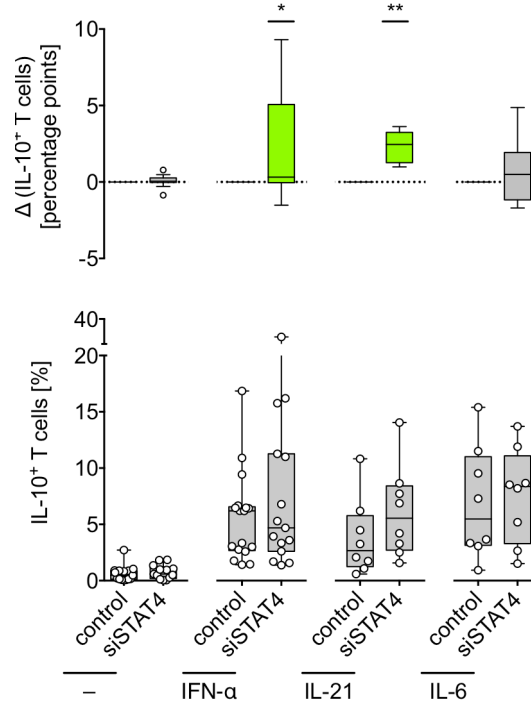 * **
10
5
0
-5
Δ (IL-10⁺ T cells)
[percentage points]
40
20
15
10
5
0
IL-10⁺ T cells [%]
control siSTAT4 control siSTAT4 control siSTAT4 control siSTAT4
– IFN-α IL-21 IL-6